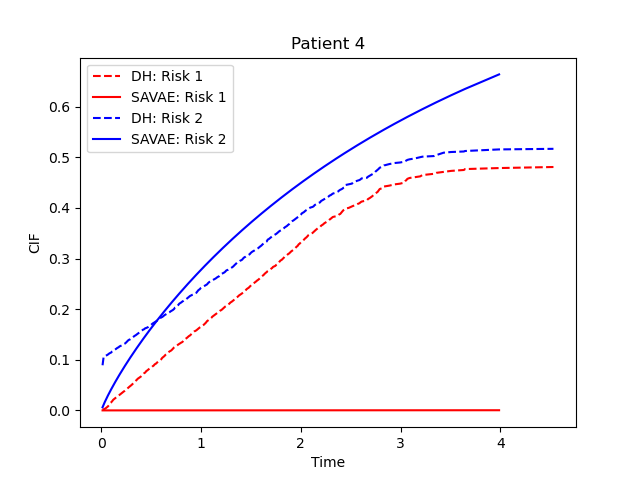 Patient 4
DH: Risk 1
SAVAE: Risk 1
DH: Risk 2
SAVAE: Risk 2
CIF
0.6
0.5
0.4
0.3
0.2
0.1
0.0
0 1 2 3 4
Time